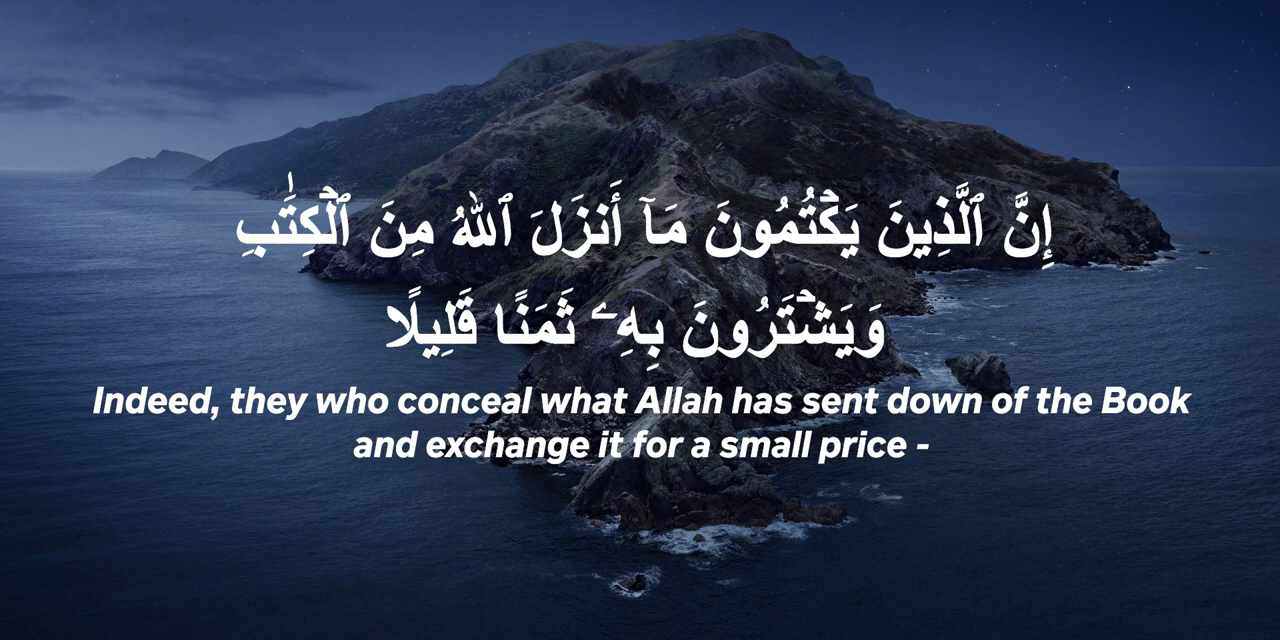 إِنَّ ٱلَّذِينَ يَكْتُمُونَ مَآ أَنزَلَ ٱللَّهُ مِنَ ٱلْكِتَٰبِ
وَيَشْتَرُونَ بِهِۦ ثَمَنًا قَلِيلًا
Indeed, they who conceal what Allah has sent down of the Book
and exchange it for a small price -